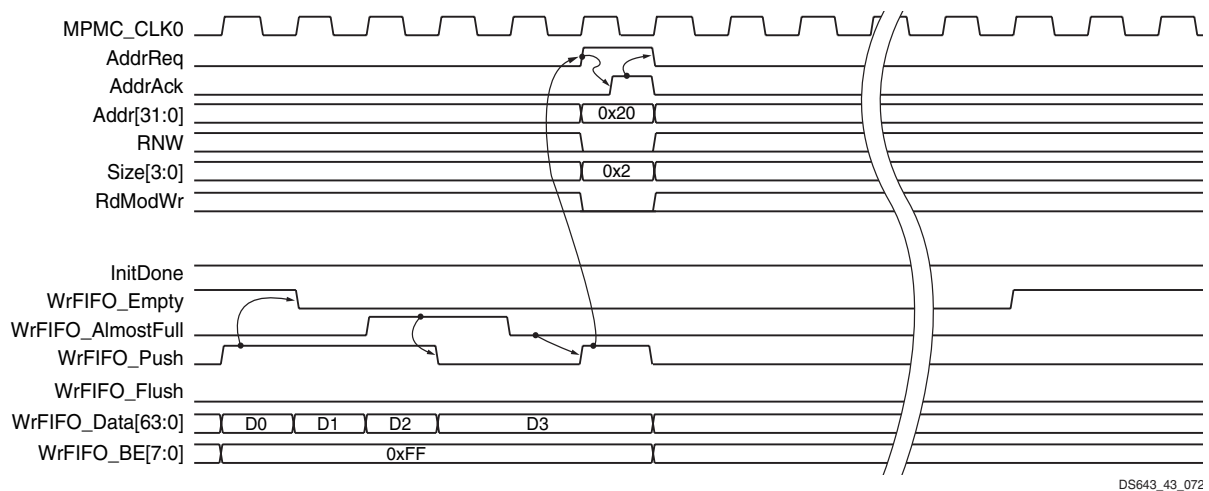 MPMC_CLK0
AddrReq
AddrAck
Addr[31:0] 0x20
RNW
Size[3:0] 0x2
RdModWr
InitDone
WrFIFO_Empty
WrFIFO_AlmostFull
WrFIFO_Push
WrFIFO_Flush
WrFIFO_Data[63:0] D0 D1 D2 D3
WrFIFO_BE[7:0] 0xFF
DS643_43_072